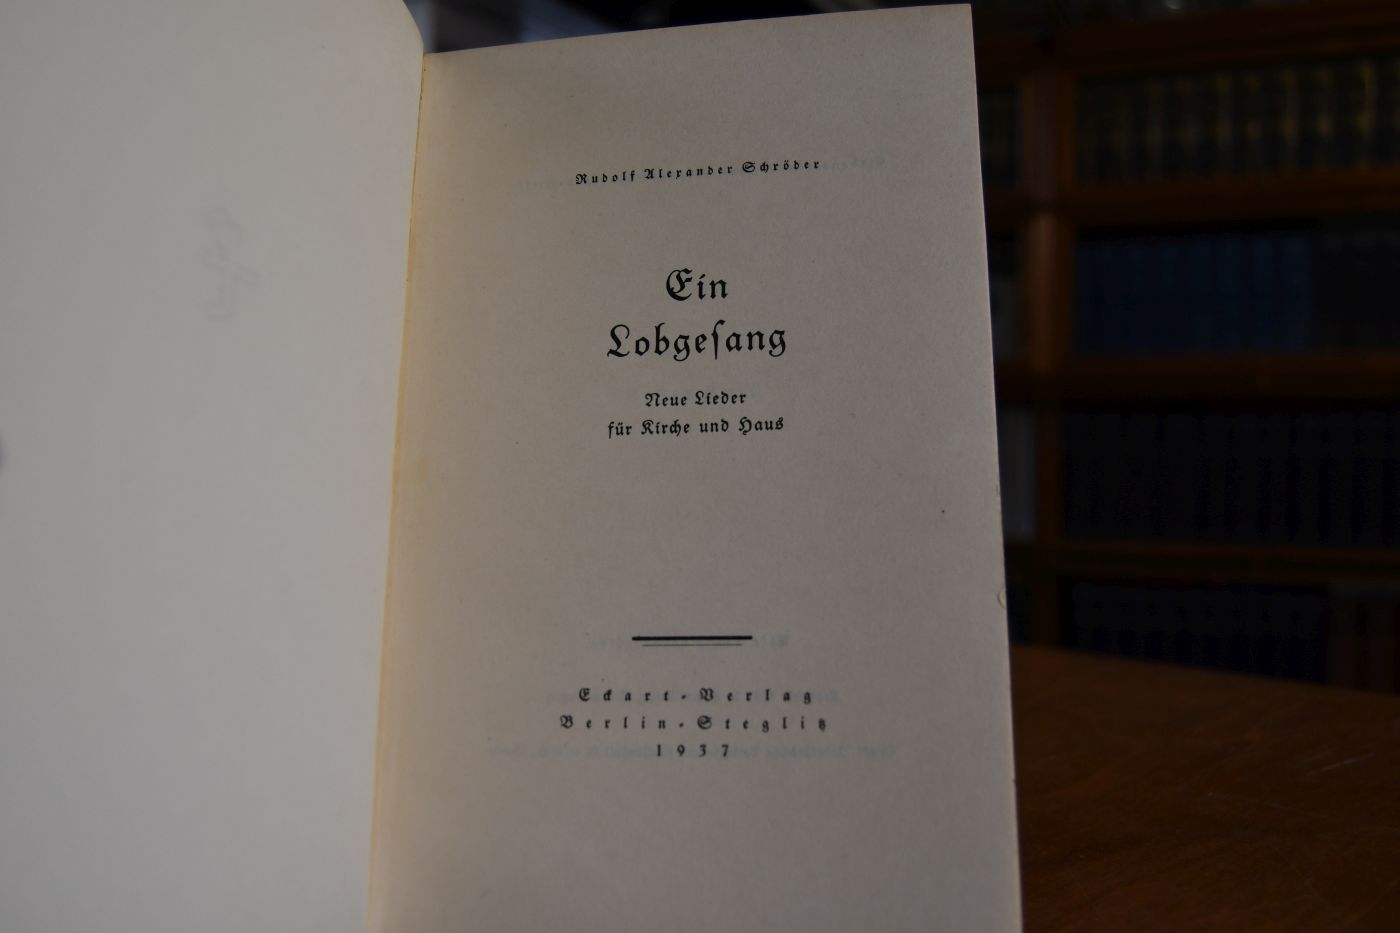 Rudolf Alexander Schröder
Ein
Lobgeſang
Neue Lieder
für Kirche und Haus
Eckart-Verlag
Berlin-Steglitz
1937